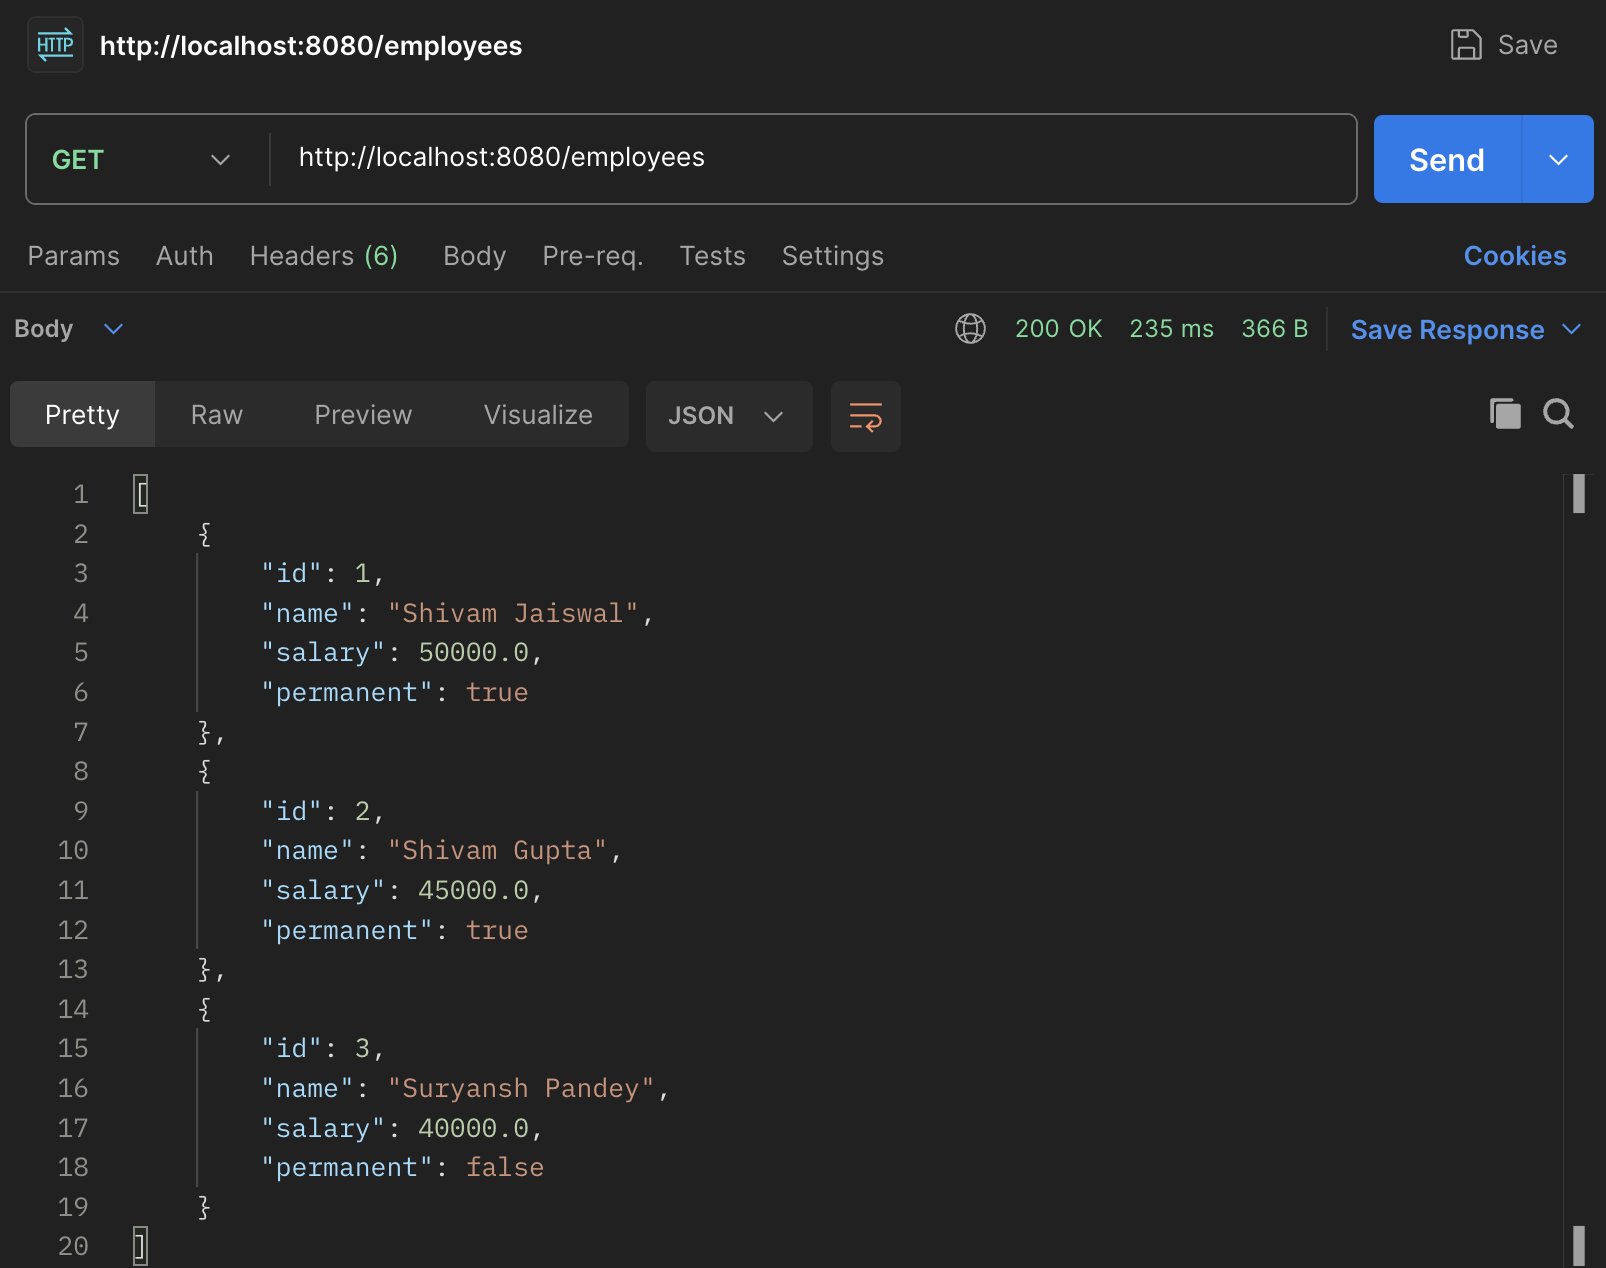 HTTP http://localhost:8080/employees Save
GET http://localhost:8080/employees Send
Params Auth Headers (6) Body Pre-req. Tests Settings Cookies
Body 200 OK 235 ms 366 B Save Response
Pretty Raw Preview Visualize JSON
1 [
2 {
3 "id": 1,
4 "name": "Shivam Jaiswal",
5 "salary": 50000.0,
6 "permanent": true
7 },
8 {
9 "id": 2,
10 "name": "Shivam Gupta",
11 "salary": 45000.0,
12 "permanent": true
13 },
14 {
15 "id": 3,
16 "name": "Suryansh Pandey",
17 "salary": 40000.0,
18 "permanent": false
19 }
20 ]